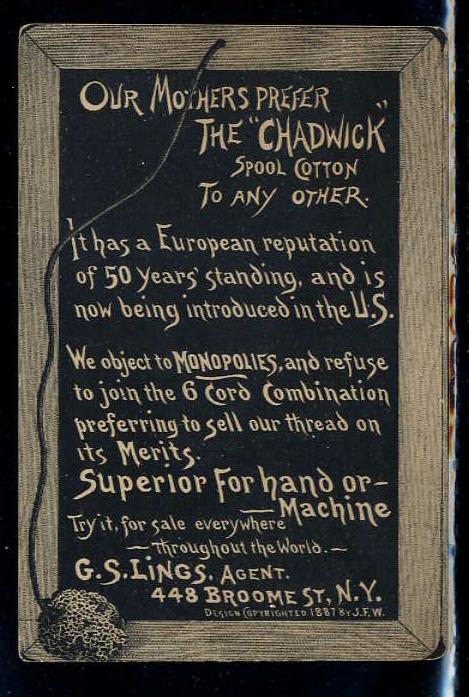 OUR MOTHERS PREFER
THE "CHADWICK"
SPOOL COTTON
TO ANY OTHER.
It has a European reputation
of 50 years' standing, and is
now being introduced in the U.S.
We object to MONOPOLIES, and refuse
to join the 6 Cord Combination
preferring to sell our thread on
its Merits.
Superior For hand or—
—Machine
Try it, for sale everywhere
—throughout the World.—
G.S. LINGS, AGENT.
448 BROOME ST, N.Y.
DESIGN COPYRIGHTED 1887 BY J.F.W.